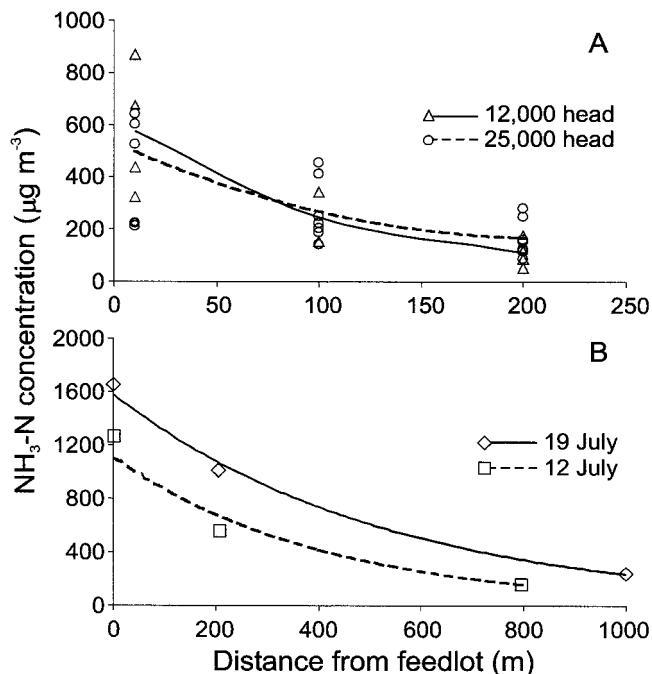 A
1000
800
600
400
200
0
12,000 head
25,000 head
0 50 100 150 200 250
NH₃-N concentration (µg m⁻³)
B
2000
1600
1200
800
400
0
19 July
12 July
0 200 400 600 800 1000
Distance from feedlot (m)